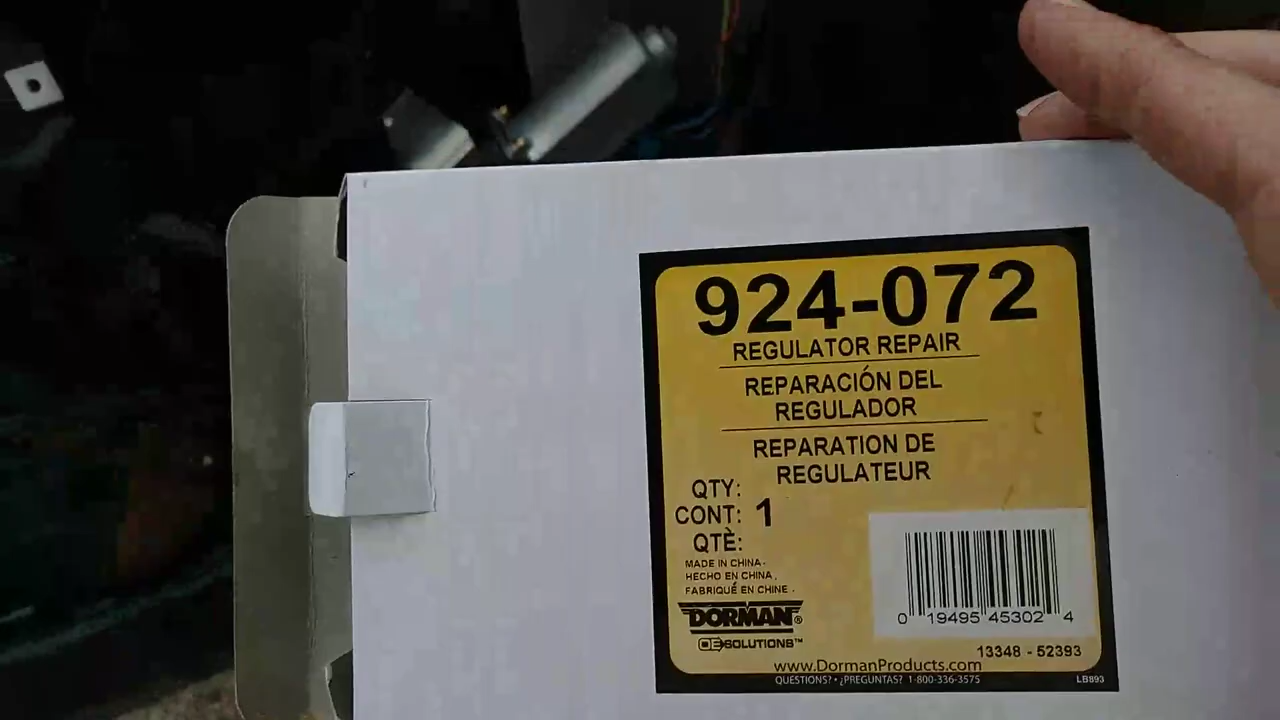 924-072
REGULATOR REPAIR
REPARACIÓN DEL
REGULADOR
REPARATION DE
REGULATEUR
QTY:
CONT: 1
QTÈ:
MADE IN CHINA.
HECHO EN CHINA.
FABRIQUÉ EN CHINE.
DORMAN®
OE SOLUTIONS™
0 19495 45302 4
13348 - 52393
www.DormanProducts.com
QUESTIONS? • ¿PREGUNTAS? 1-800-336-3575
LB893